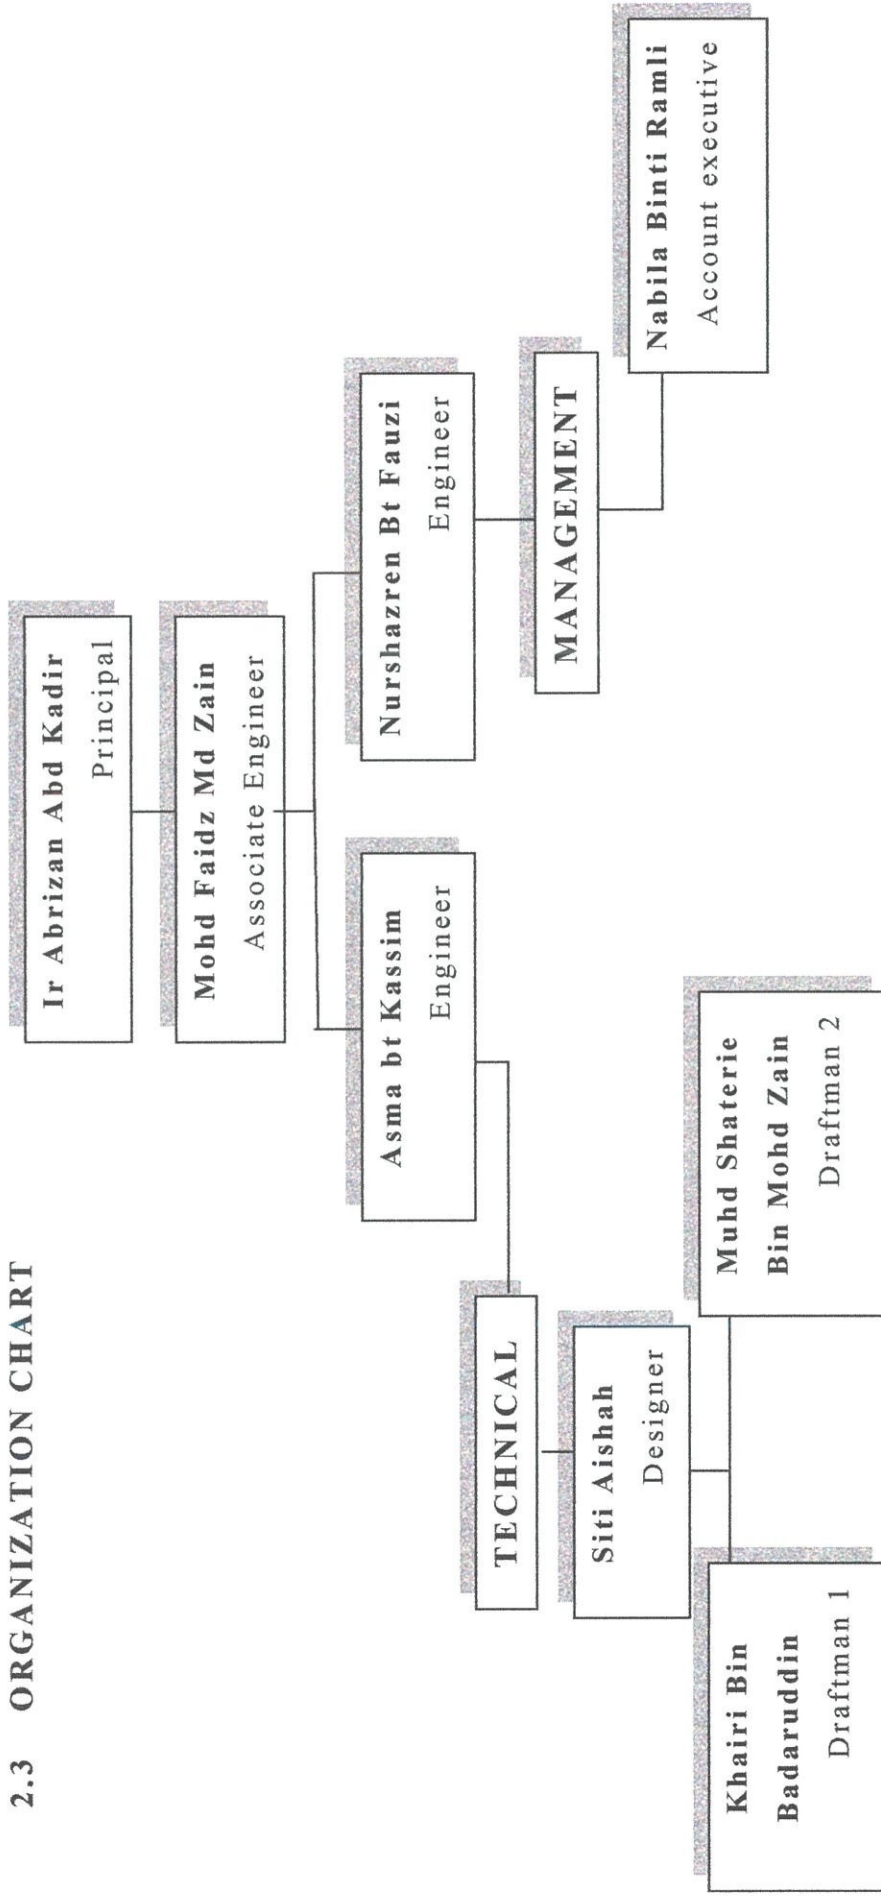 2.3 ORGANIZATION CHART
Ir Abrizan Abd Kadir
Principal
Mohd Faidz Md Zain
Associate Engineer
Asma bt Kassim
Engineer
Nurshazren Bt Fauzi
Engineer
TECHNICAL
MANAGEMENT
Siti Aishah
Designer
Nabila Binti Ramli
Account executive
Khairi Bin
Badaruddin
Draftman 1
Muhd Shaterie
Bin Mohd Zain
Draftman 2